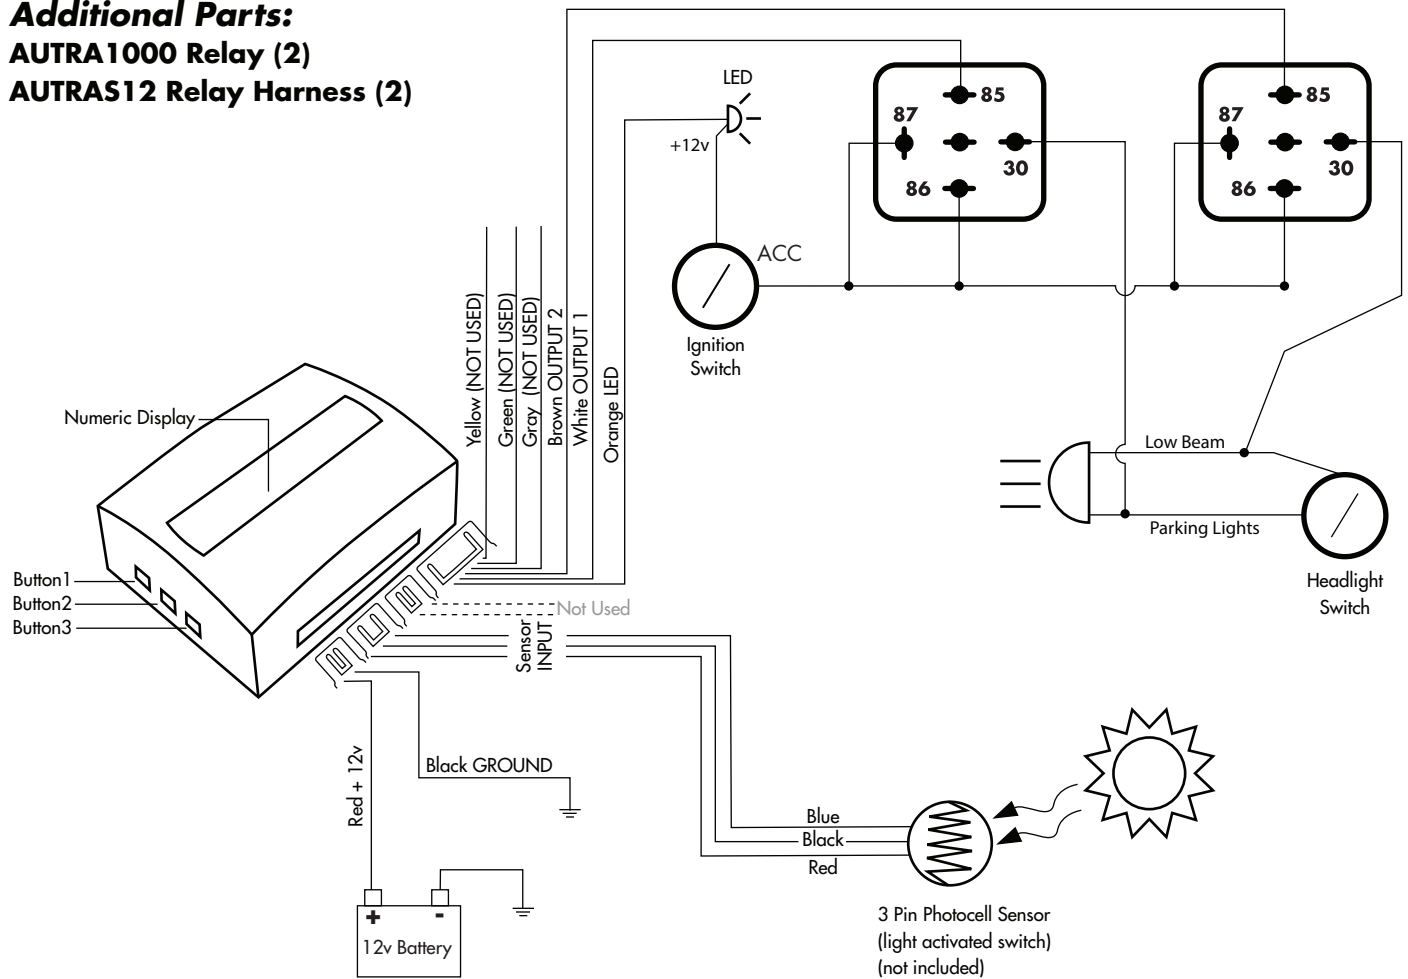 Additional Parts:
AUTRA1000 Relay (2)
AUTRAS12 Relay Harness (2)
LED
+12v
87
85
30
86
87
85
30
86
ACC
Ignition
Switch
Yellow (NOT USED)
Green (NOT USED)
Gray (NOT USED)
Brown OUTPUT 2
White OUTPUT 1
Orange LED
Numeric Display
Low Beam
Parking Lights
Headlight
Switch
Button1
Button2
Button3
Not Used
Sensor
INPUT
Red + 12v
Black GROUND
Blue
Black
Red
+
-
12v Battery
3 Pin Photocell Sensor
(light activated switch)
(not included)